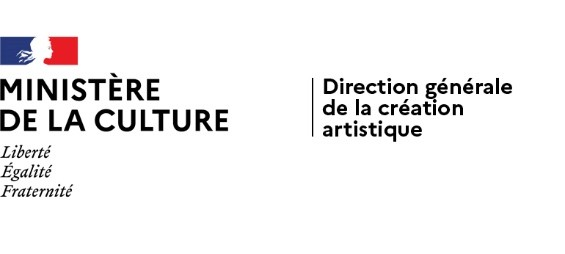 MINISTÈRE
DE LA CULTURE
Liberté
Égalité
Fraternité
Direction générale
de la création
artistique